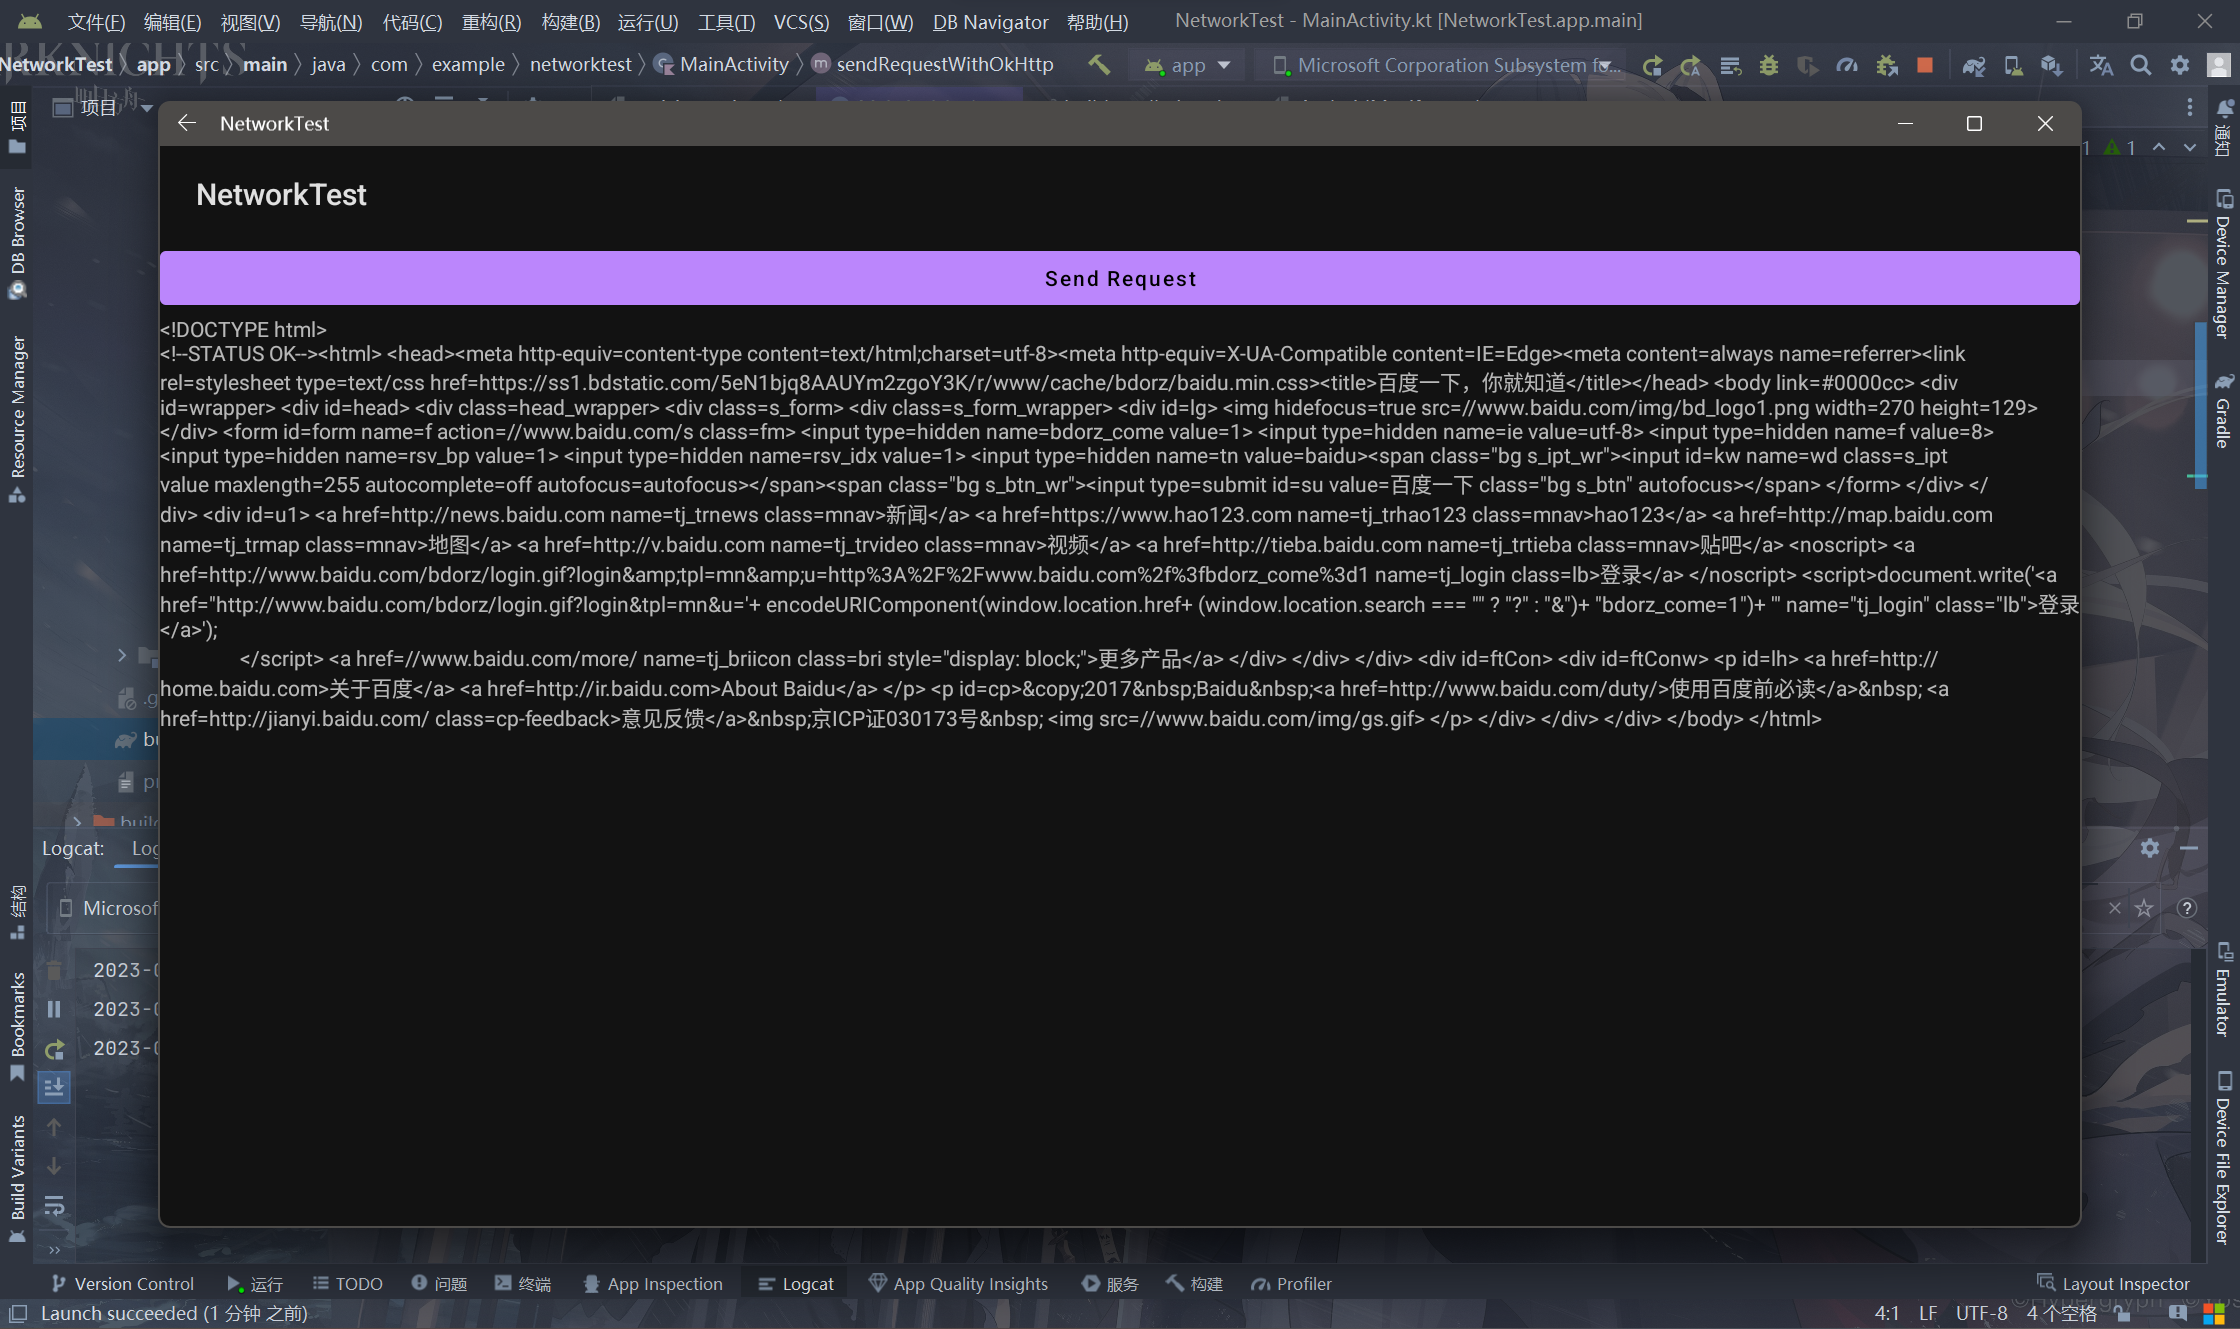 文件(F) 编辑(E) 视图(V) 导航(N) 代码(C) 重构(R) 构建(B) 运行(U) 工具(T) VCS(S) 窗口(W) DB Navigator 帮助(H) NetworkTest - MainActivity.kt [NetworkTest.app.main]
NetworkTest app src main java com example networktest MainActivity sendRequestWithOkHttp app Microsoft Corporation Subsystem fo...
项目
项目
NetworkTest
1 1
通知
NetworkTest
DB Browser
Device Manager
Send Request
<!DOCTYPE html>
<!--STATUS OK--><html> <head><meta http-equiv=content-type content=text/html;charset=utf-8><meta http-equiv=X-UA-Compatible content=IE=Edge><meta content=always name=referrer><link
rel=stylesheet type=text/css href=https://ss1.bdstatic.com/5eN1bjq8AAUYm2zgoY3K/r/www/cache/bdorz/baidu.min.css><title>百度一下，你就知道</title></head> <body link=#0000cc> <div
id=wrapper> <div id=head> <div class=head_wrapper> <div class=s_form> <div class=s_form_wrapper> <div id=lg> <img hidefocus=true src=//www.baidu.com/img/bd_logo1.png width=270 height=129>
</div> <form id=form name=f action=//www.baidu.com/s class=fm> <input type=hidden name=bdorz_come value=1> <input type=hidden name=ie value=utf-8> <input type=hidden name=f value=8>
<input type=hidden name=rsv_bp value=1> <input type=hidden name=rsv_idx value=1> <input type=hidden name=tn value=baidu><span class="bg s_ipt_wr"><input id=kw name=wd class=s_ipt
value maxlength=255 autocomplete=off autofocus=autofocus></span><span class="bg s_btn_wr"><input type=submit id=su value=百度一下 class="bg s_btn" autofocus></span> </form> </div> </
div> <div id=u1> <a href=http://news.baidu.com name=tj_trnews class=mnav>新闻</a> <a href=https://www.hao123.com name=tj_trhao123 class=mnav>hao123</a> <a href=http://map.baidu.com
name=tj_trmap class=mnav>地图</a> <a href=http://v.baidu.com name=tj_trvideo class=mnav>视频</a> <a href=http://tieba.baidu.com name=tj_trtieba class=mnav>贴吧</a> <noscript> <a
href=http://www.baidu.com/bdorz/login.gif?login&amp;tpl=mn&amp;u=http%3A%2F%2Fwww.baidu.com%2f%3fbdorz_come%3d1 name=tj_login class=lb>登录</a> </noscript> <script>document.write('<a
href="http://www.baidu.com/bdorz/login.gif?login&tpl=mn&u='+ encodeURIComponent(window.location.href+ (window.location.search === "" ? "?" : "&")+ "bdorz_come=1")+ '" name="tj_login" class="lb">登录
</a>');
</script> <a href=//www.baidu.com/more/ name=tj_briicon class=bri style="display: block;">更多产品</a> </div> </div> </div> <div id=ftCon> <div id=ftConw> <p id=lh> <a href=http://
home.baidu.com>关于百度</a> <a href=http://ir.baidu.com>About Baidu</a> </p> <p id=cp>&copy;2017&nbsp;Baidu&nbsp;<a href=http://www.baidu.com/duty/>使用百度前必读</a>&nbsp; <a
href=http://jianyi.baidu.com/ class=cp-feedback>意见反馈</a>&nbsp;京ICP证030173号&nbsp; <img src=//www.baidu.com/img/gs.gif> </p> </div> </div> </div> </body> </html>
Resource Manager
Gradle
.g
bu
pr
build
Logcat: Log
结构
Microsof
2023-0
2023-0
2023-0
Bookmarks
Emulator
Build Variants
Device File Explorer
Version Control 运行 TODO 问题 终端 App Inspection Logcat App Quality Insights 服务 构建 Profiler Layout Inspector
Launch succeeded (1 分钟 之前) 4:1 LF UTF-8 4 个空格